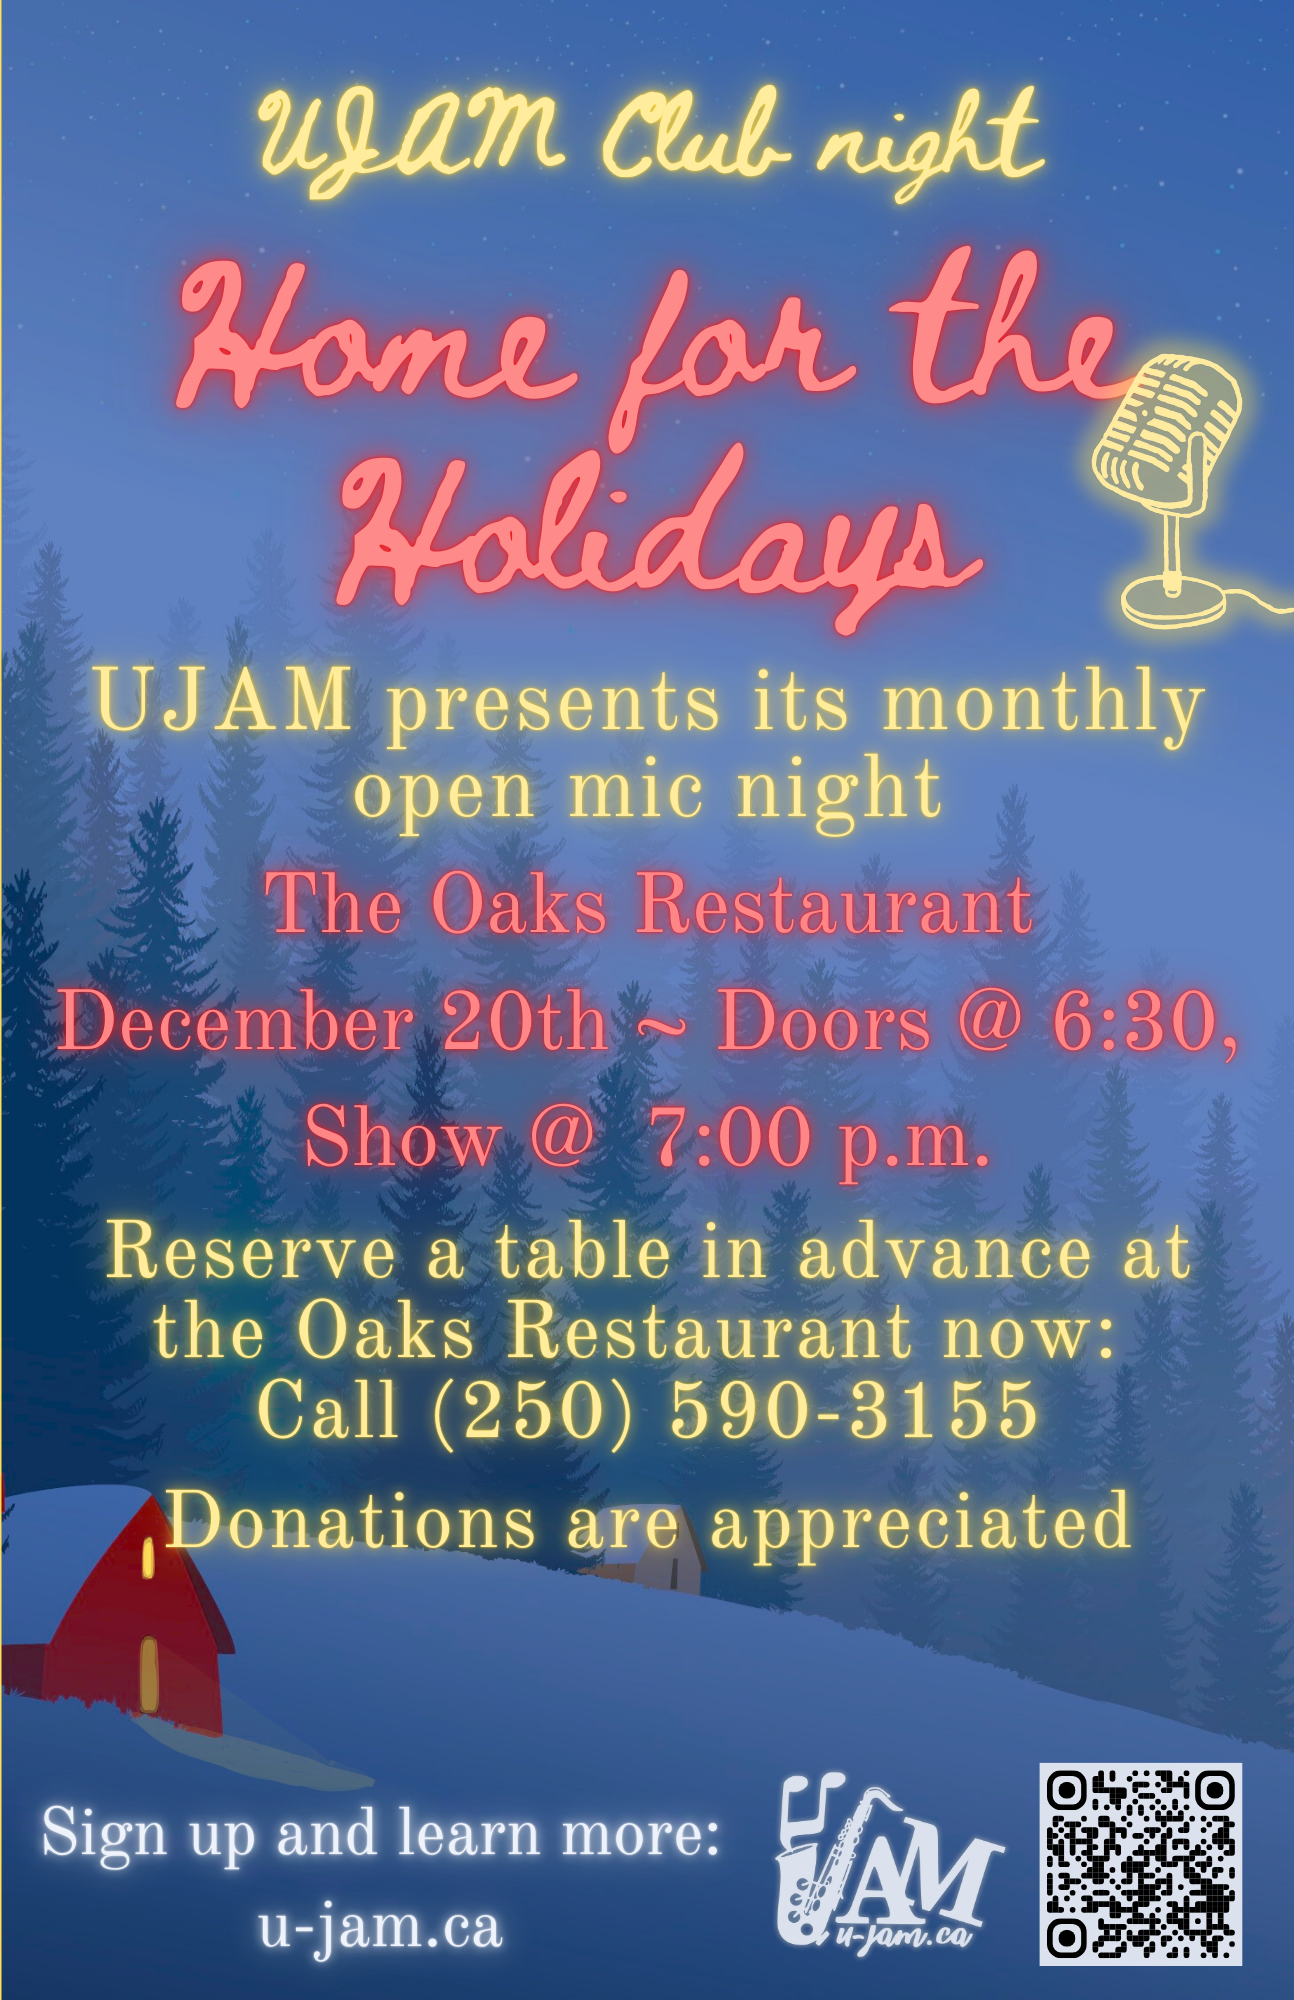 UJAM Club night
Home for the
Holidays
UJAM presents its monthly
open mic night
The Oaks Restaurant
December 20th ~ Doors @ 6:30,
Show @ 7:00 p.m.
Reserve a table in advance at
the Oaks Restaurant now:
Call (250) 590-3155
Donations are appreciated
Sign up and learn more:
u-jam.ca
UJAM
u-jam.ca